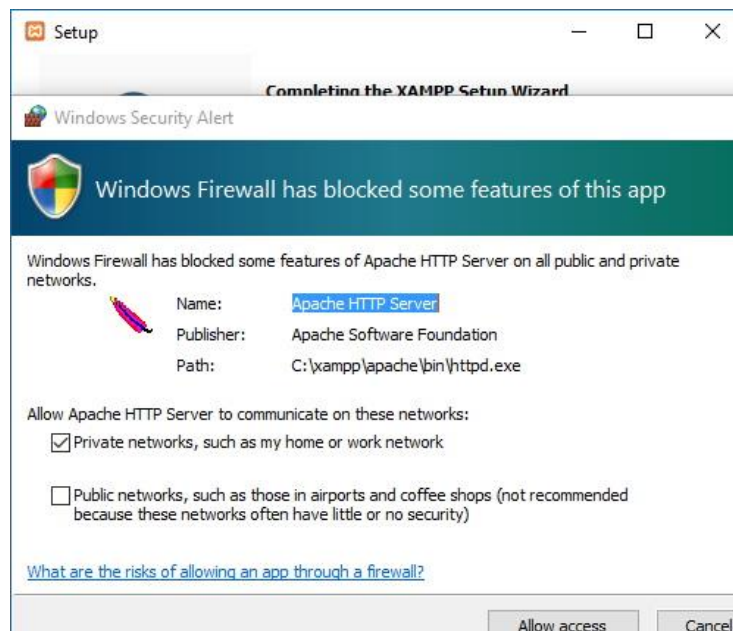 Setup
Completing the XAMPP Setup Wizard
Windows Security Alert
Windows Firewall has blocked some features of this app
Windows Firewall has blocked some features of Apache HTTP Server on all public and private
networks.
Name: Apache HTTP Server
Publisher: Apache Software Foundation
Path: C:\xampp\apache\bin\httpd.exe
Allow Apache HTTP Server to communicate on these networks:
Private networks, such as my home or work network
Public networks, such as those in airports and coffee shops (not recommended
because these networks often have little or no security)
What are the risks of allowing an app through a firewall?
Allow access Cancel